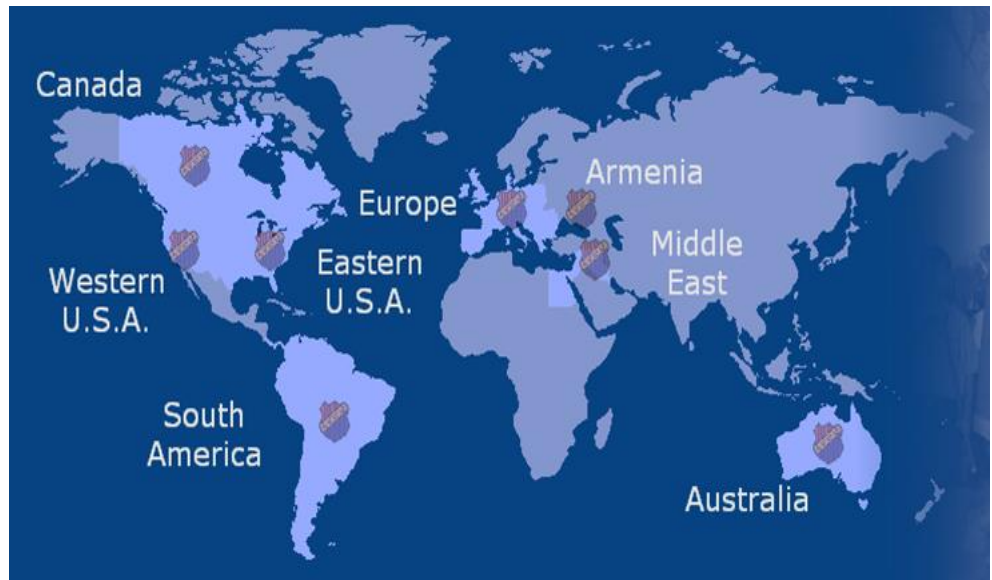 Canada
Armenia
Europe
Middle
East
Eastern
U.S.A.
Western
U.S.A.
South
America
Australia